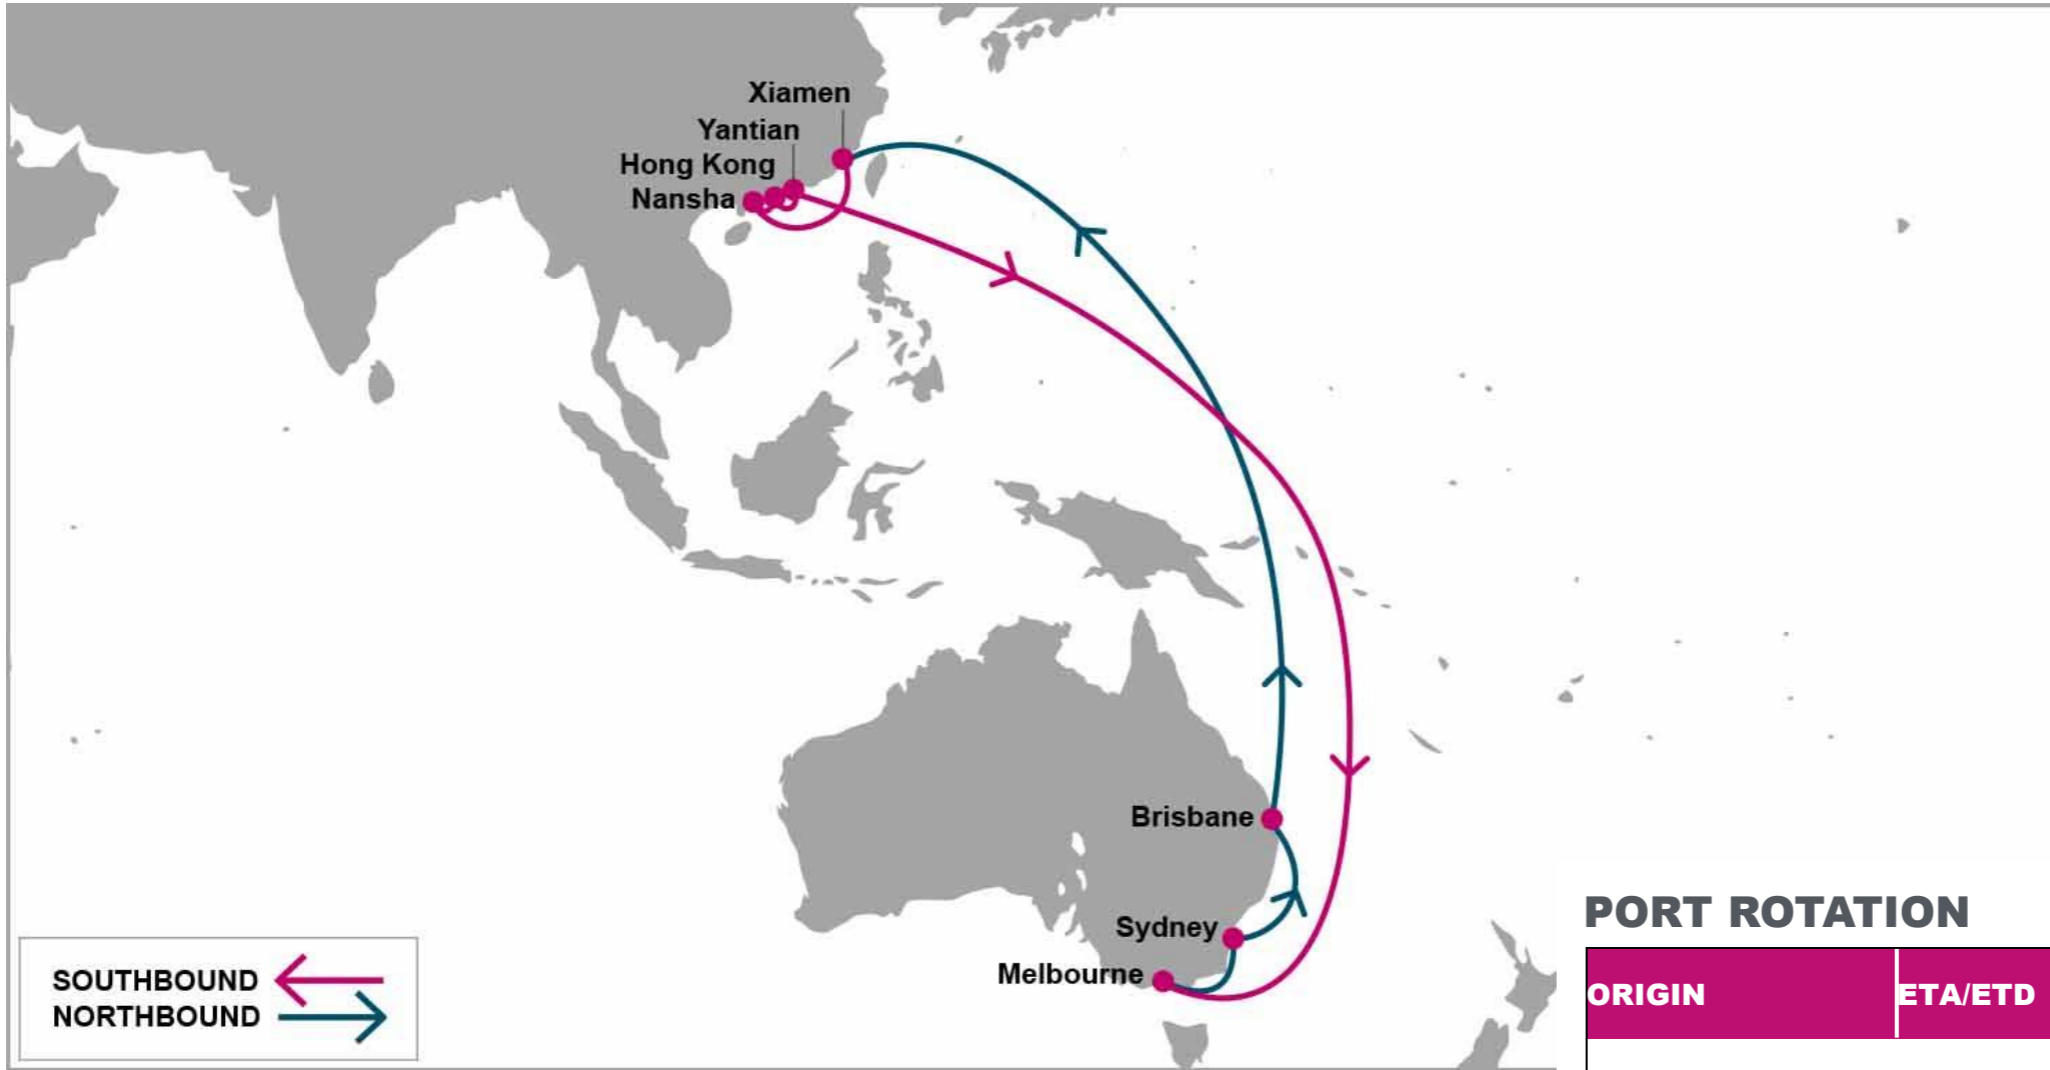 Xiamen
Yantian
Hong Kong
Nansha
Brisbane
Sydney
Melbourne
SOUTHBOUND
NORTHBOUND
PORT ROTATION
ORIGIN ETA/ETD